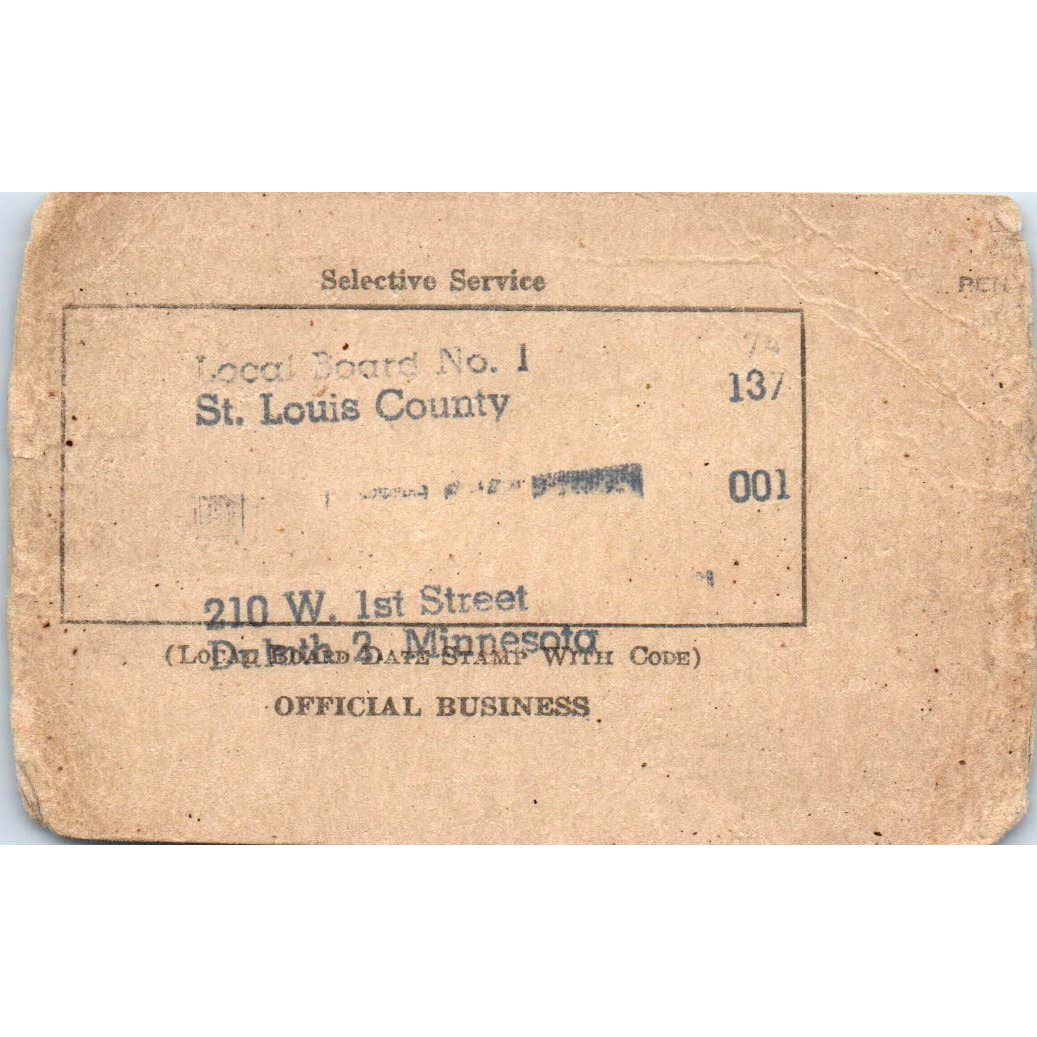 Selective Service
PEN
Local Board No. 1 74
St. Louis County 137
001
210 W. 1st Street
Duluth 2, Minnesota
(LOCAL BOARD DATE STAMP WITH CODE)
OFFICIAL BUSINESS